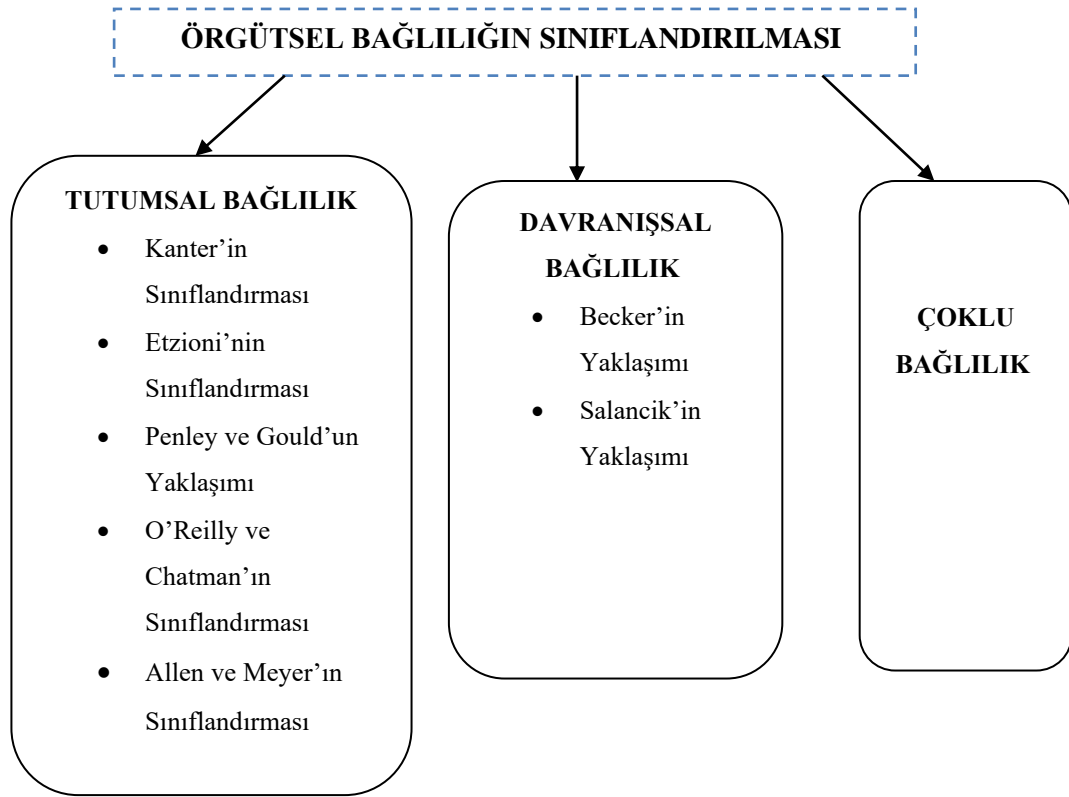 ÖRGÜTSEL BAĞLILIĞIN SINIFLANDIRILMASI
TUTUMSAL BAĞLILIK
• Kanter’in
Sınıflandırması
• Etzioni’nin
Sınıflandırması
• Penley ve Gould’un
Yaklaşımı
• O’Reilly ve
Chatman’ın
Sınıflandırması
• Allen ve Meyer’ın
Sınıflandırması
DAVRANIŞSAL
BAĞLILIK
• Becker’in
Yaklaşımı
• Salancik’in
Yaklaşımı
ÇOKLU
BAĞLILIK